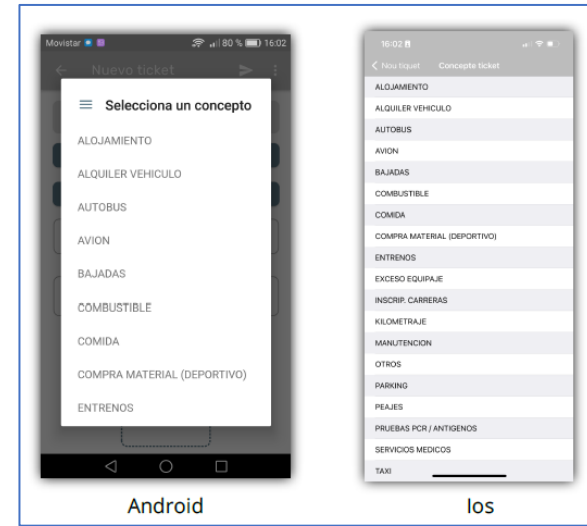 Movistar 80 % 16:02
Nuevo ticket
Selecciona un concepto
ALOJAMIENTO
ALQUILER VEHICULO
AUTOBUS
AVION
BAJADAS
COMBUSTIBLE
COMIDA
COMPRA MATERIAL (DEPORTIVO)
ENTRENOS
Android
16:02
Nou tiquet Concepte ticket
ALOJAMIENTO
ALQUILER VEHICULO
AUTOBUS
AVION
BAJADAS
COMBUSTIBLE
COMIDA
COMPRA MATERIAL (DEPORTIVO)
ENTRENOS
EXCESO EQUIPAJE
INSCRIP. CARRERAS
KILOMETRAJE
MANUTENCION
OTROS
PARKING
PEAJES
PRUEBAS PCR / ANTIGENOS
SERVICIOS MEDICOS
TAXI
Ios